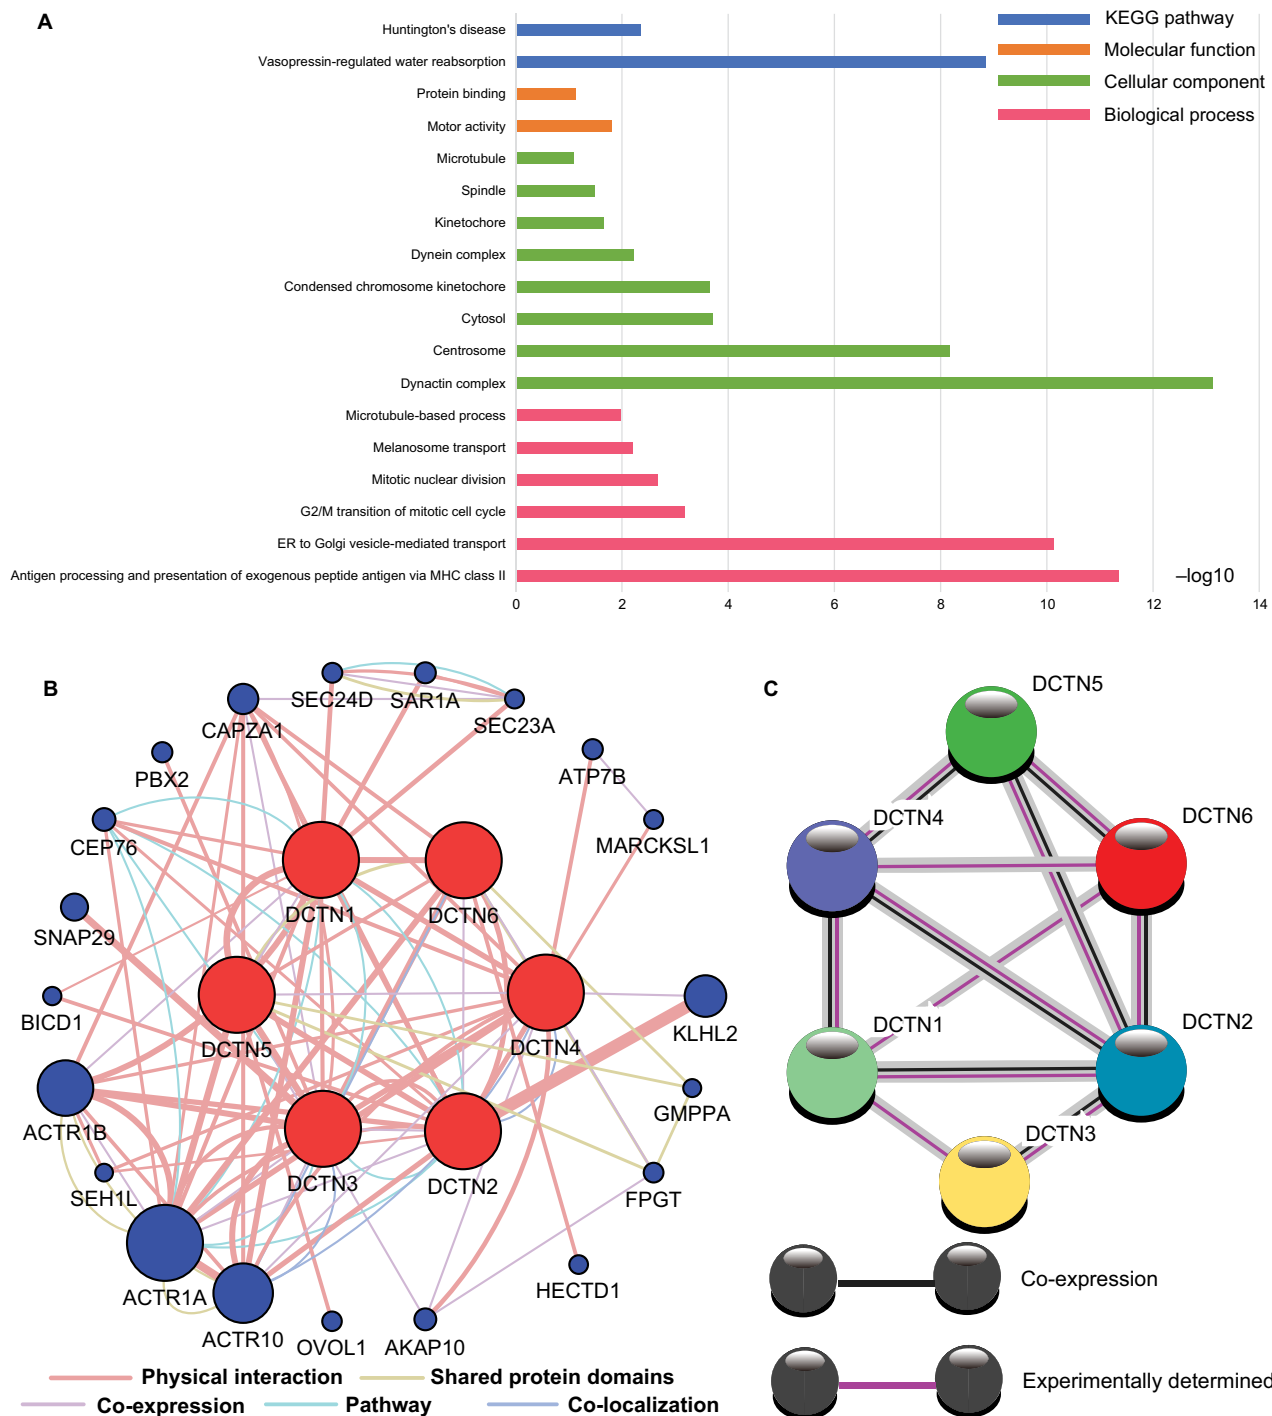 A
KEGG pathway
Molecular function
Cellular component
Biological process
Huntington's disease
Vasopressin-regulated water reabsorption
Protein binding
Motor activity
Microtubule
Spindle
Kinetochore
Dynein complex
Condensed chromosome kinetochore
Cytosol
Centrosome
Dynactin complex
Microtubule-based process
Melanosome transport
Mitotic nuclear division
G2/M transition of mitotic cell cycle
ER to Golgi vesicle-mediated transport
Antigen processing and presentation of exogenous peptide antigen via MHC class II
–log10
0 2 4 6 8 10 12 14
B
SEC24D
SAR1A
SEC23A
CAPZA1
PBX2
ATP7B
MARCKSL1
CEP76
SNAP29
BICD1
DCTN1
DCTN6
DCTN5
DCTN4
KLHL2
ACTR1B
DCTN3
DCTN2
GMPPA
SEH1L
FPGT
ACTR1A
ACTR10
OVOL1
AKAP10
HECTD1
Physical interaction
Shared protein domains
Co-expression
Pathway
Co-localization
C
DCTN5
DCTN4
DCTN6
DCTN1
DCTN2
DCTN3
Co-expression
Experimentally determined